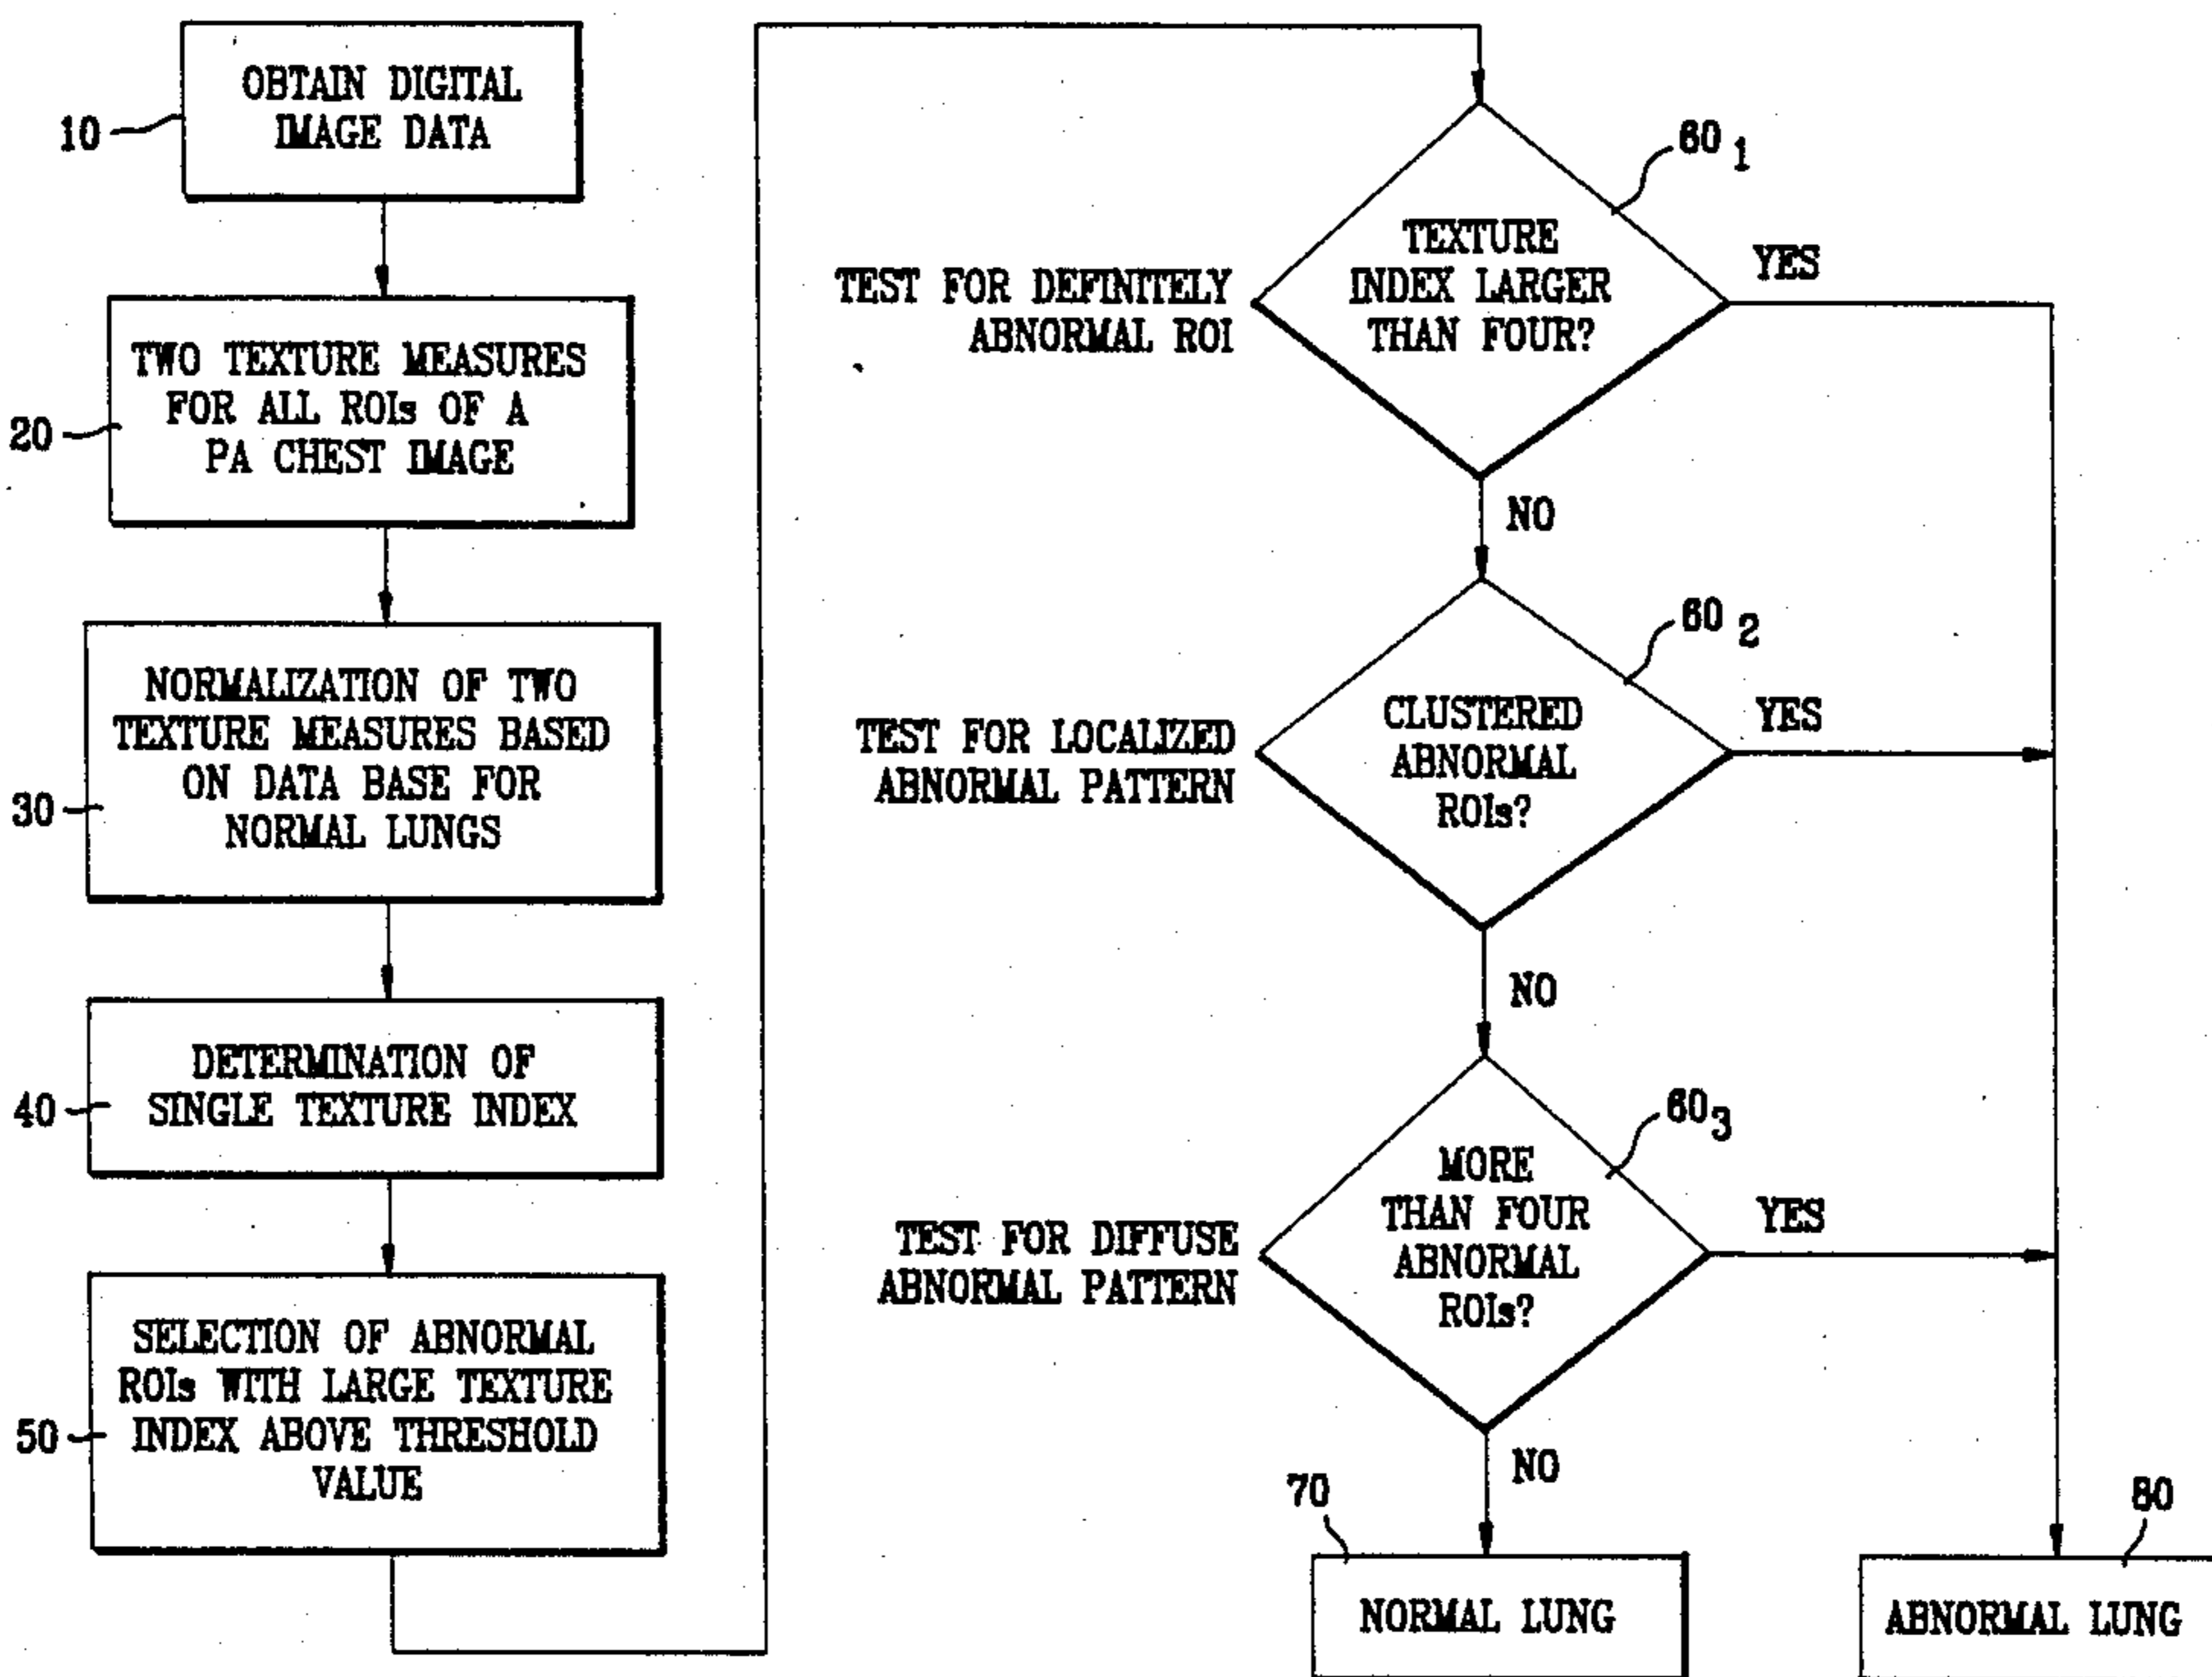 OBTAIN DIGITAL
IMAGE DATA
10
TWO TEXTURE MEASURES
FOR ALL ROIs OF A
PA CHEST IMAGE
20
NORMALIZATION OF TWO
TEXTURE MEASURES BASED
ON DATA BASE FOR
NORMAL LUNGS
30
DETERMINATION OF
SINGLE TEXTURE INDEX
40
SELECTION OF ABNORMAL
ROIs WITH LARGE TEXTURE
INDEX ABOVE THRESHOLD
VALUE
50
60 1
TEST FOR DEFINITELY
ABNORMAL ROI
TEXTURE
INDEX LARGER
THAN FOUR?
YES
NO
60 2
TEST FOR LOCALIZED
ABNORMAL PATTERN
CLUSTERED
ABNORMAL
ROIs?
YES
NO
60 3
TEST FOR DIFFUSE
ABNORMAL PATTERN
MORE
THAN FOUR
ABNORMAL
ROIs?
YES
NO
70
NORMAL LUNG
80
ABNORMAL LUNG